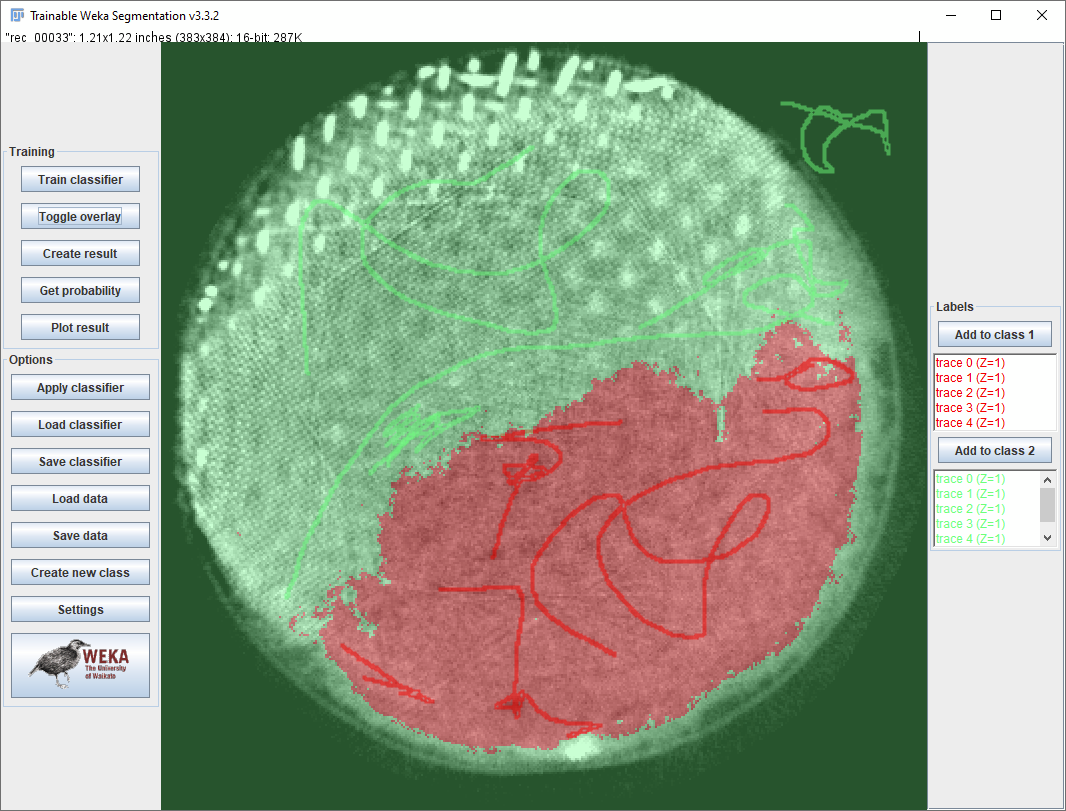 Trainable Weka Segmentation v3.3.2
"rec_00033": 1.21x1.22 inches (383x384); 16-bit; 287K
Training
Train classifier
Toggle overlay
Create result
Get probability
Plot result
Options
Apply classifier
Load classifier
Save classifier
Load data
Save data
Create new class
Settings
WEKA
The University
of Waikato
Labels
Add to class 1
trace 0 (Z=1)
trace 1 (Z=1)
trace 2 (Z=1)
trace 3 (Z=1)
trace 4 (Z=1)
Add to class 2
trace 0 (Z=1)
trace 1 (Z=1)
trace 2 (Z=1)
trace 3 (Z=1)
trace 4 (Z=1)